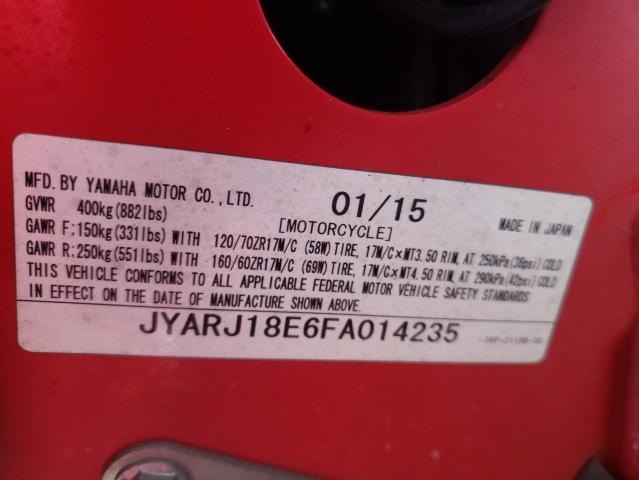 MFD. BY YAMAHA MOTOR CO., LTD. 01/15
GVWR 400kg(882lbs) [MOTORCYCLE] MADE IN JAPAN
GAWR F:150kg(331lbs) WITH 120/70ZR17M/C (58W) TIRE, 17M/C×MT3.50 RIM, AT 250kPa(36psi) COLD
GAWR R:250kg(551lbs) WITH 160/60ZR17M/C (69W) TIRE, 17M/C×MT4.50 RIM, AT 290kPa(42psi) COLD
THIS VEHICLE CONFORMS TO ALL APPLICABLE FEDERAL MOTOR VEHICLE SAFETY STANDARDS
IN EFFECT ON THE DATE OF MANUFACTURE SHOWN ABOVE.
JYARJ18E6FA014235